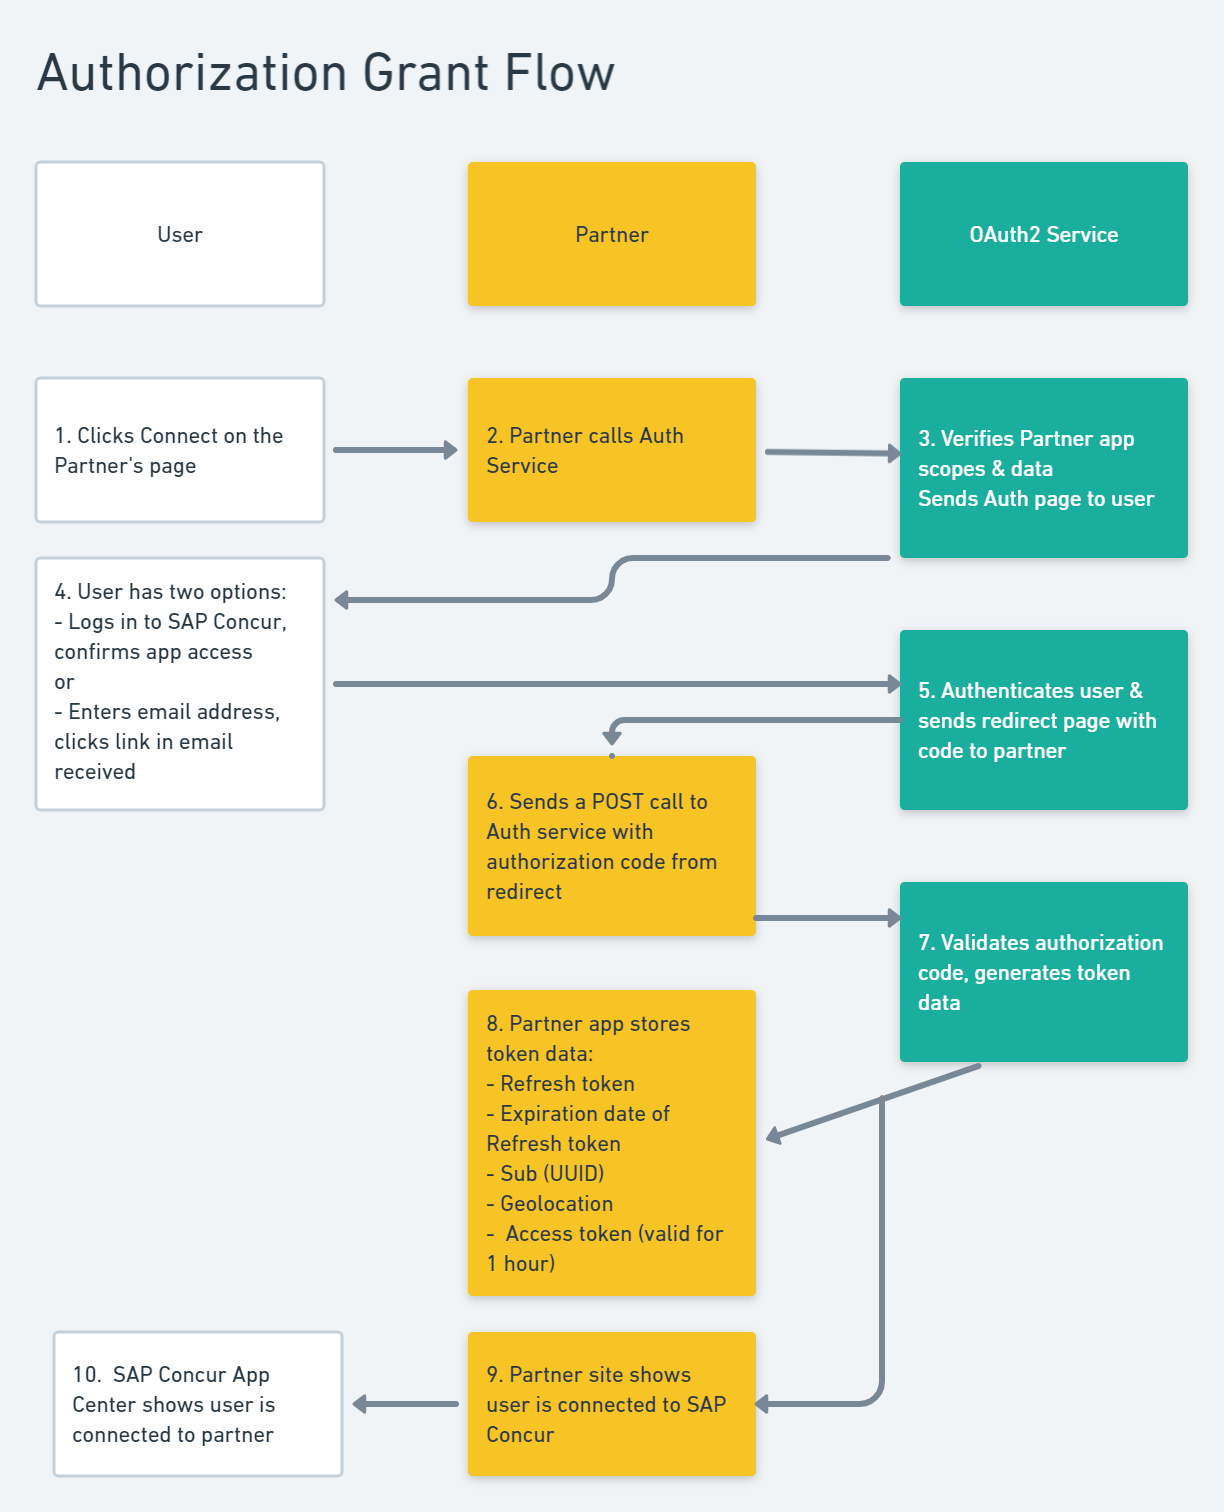 Authorization Grant Flow
User
Partner
OAuth2 Service
1. Clicks Connect on the
Partner's page
2. Partner calls Auth
Service
3. Verifies Partner app
scopes & data
Sends Auth page to user
4. User has two options:
- Logs in to SAP Concur,
confirms app access
or
- Enters email address,
clicks link in email
received
5. Authenticates user &
sends redirect page with
code to partner
6. Sends a POST call to
Auth service with
authorization code from
redirect
7. Validates authorization
code, generates token
data
8. Partner app stores
token data:
- Refresh token
- Expiration date of
Refresh token
- Sub (UUID)
- Geolocation
-  Access token (valid for
1 hour)
9. Partner site shows
user is connected to SAP
Concur
10.  SAP Concur App
Center shows user is
connected to partner